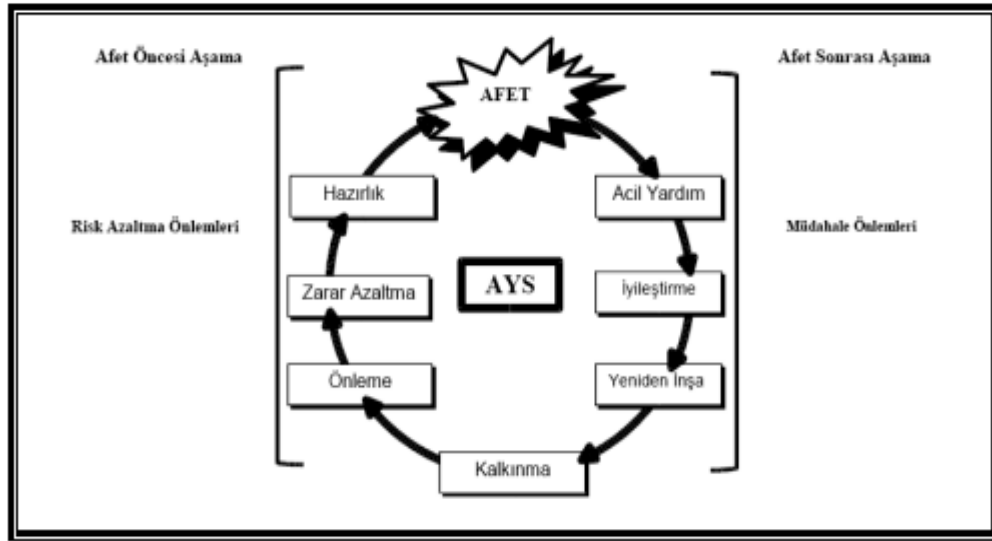 Afet Öncesi Aşama
Afet Sonrası Aşama
AFET
Hazırlık
Acil Yardım
Risk Azaltma Önlemleri
Müdahale Önlemleri
Zarar Azaltma
AYS
İyileştirme
Önleme
Yeniden İnşa
Kalkınma